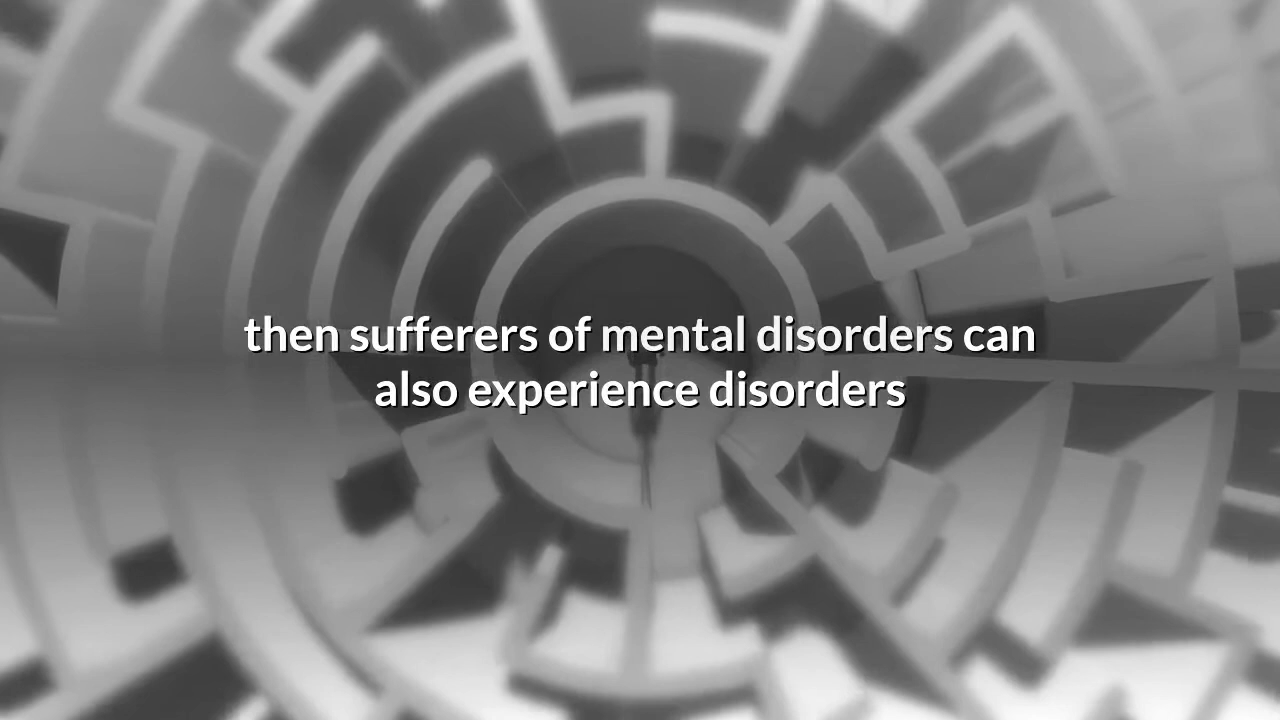 then sufferers of mental disorders can
also experience disorders